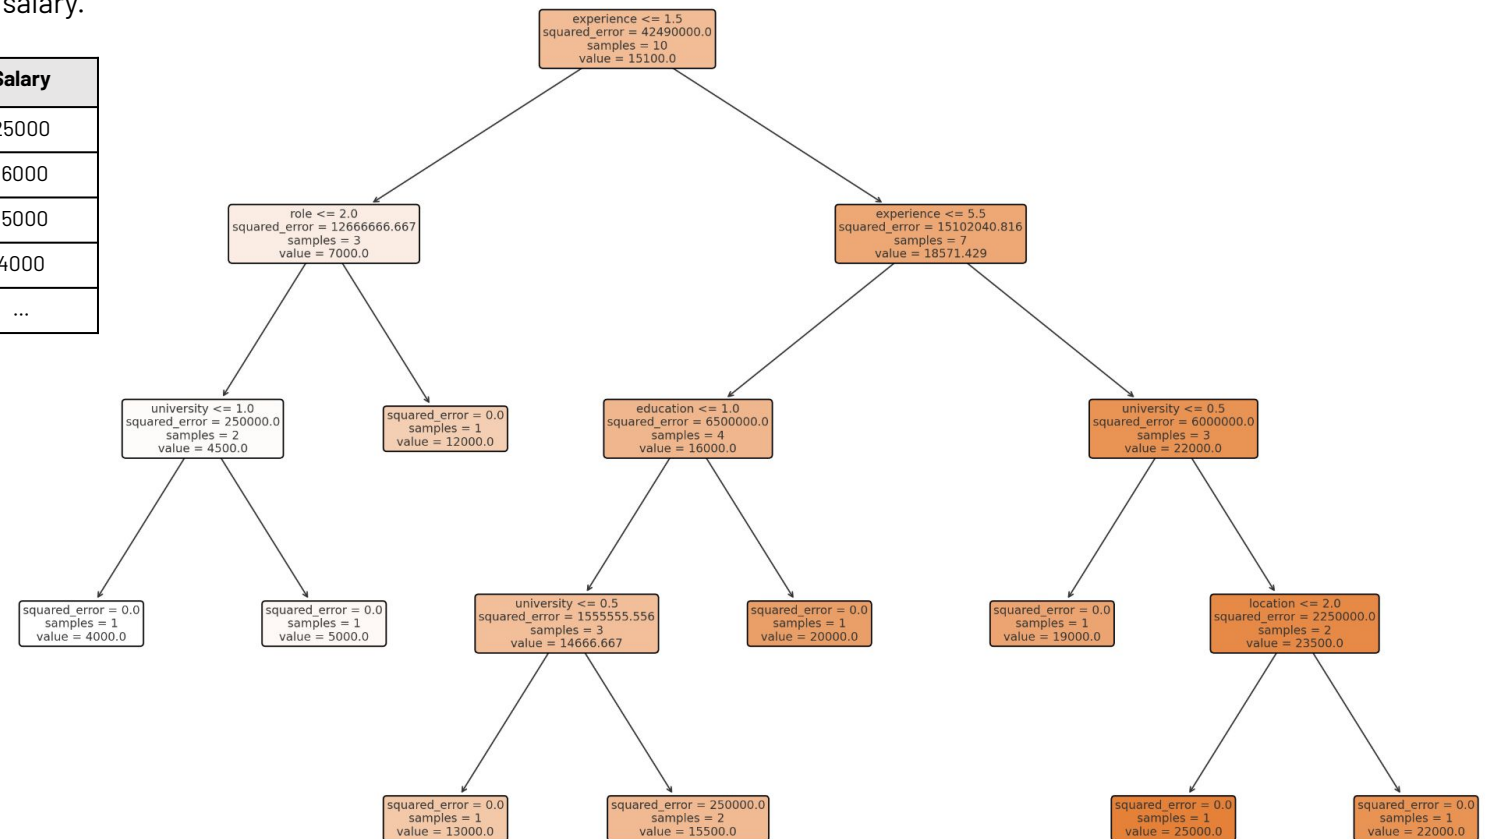 salary.
Salary
25000
6000
5000
4000
...
experience <= 1.5
squared_error = 42490000.0
samples = 10
value = 15100.0
role <= 2.0
squared_error = 12666666.667
samples = 3
value = 7000.0
experience <= 5.5
squared_error = 15102040.816
samples = 7
value = 18571.429
university <= 1.0
squared_error = 250000.0
samples = 2
value = 4500.0
squared_error = 0.0
samples = 1
value = 12000.0
education <= 1.0
squared_error = 6500000.0
samples = 4
value = 16000.0
university <= 0.5
squared_error = 6000000.0
samples = 3
value = 22000.0
squared_error = 0.0
samples = 1
value = 4000.0
squared_error = 0.0
samples = 1
value = 5000.0
university <= 0.5
squared_error = 1555555.556
samples = 3
value = 14666.667
squared_error = 0.0
samples = 1
value = 20000.0
squared_error = 0.0
samples = 1
value = 19000.0
location <= 2.0
squared_error = 2250000.0
samples = 2
value = 23500.0
squared_error = 0.0
samples = 1
value = 13000.0
squared_error = 250000.0
samples = 2
value = 15500.0
squared_error = 0.0
samples = 1
value = 25000.0
squared_error = 0.0
samples = 1
value = 22000.0